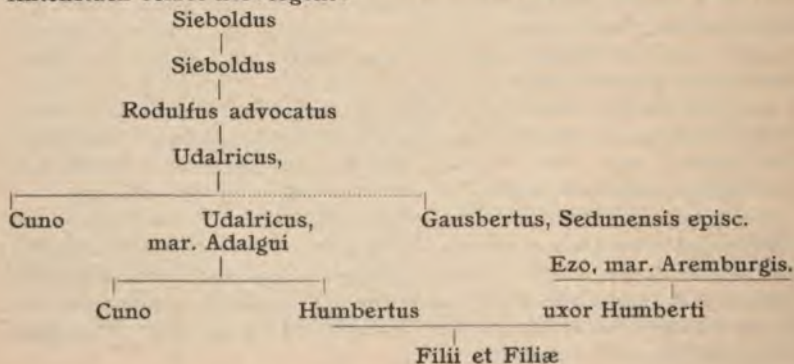 Sieboldus
Sieboldus
Rodulfus advocatus
Udalricus,
Cuno Udalricus, Gausbertus, Sedunensis episc.
mar. Adalgui
Ezo, mar. Aremburgis.
Cuno Humbertus uxor Humberti
Filii et Filiæ